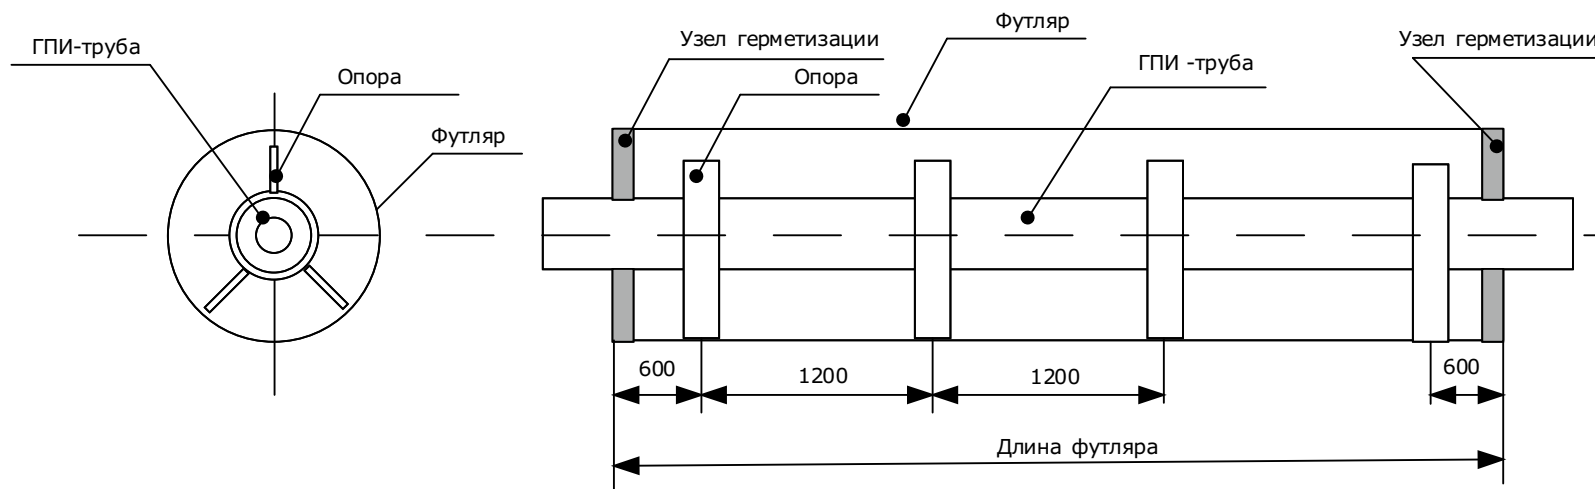 ГПИ-труба
Опора
Футляр
Узел герметизации
Опора
Футляр
ГПИ -труба
Узел герметизации
600
1200
1200
600
Длина футляра